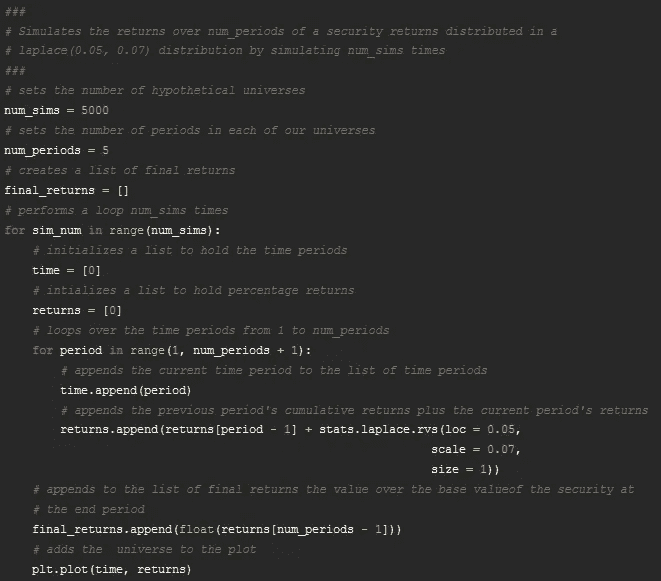 ###
# Simulates the returns over num_periods of a security returns distributed in a
# laplace(0.05, 0.07) distribution by simulating num_sims times
###
# sets the number of hypothetical universes
num_sims = 5000
# sets the number of periods in each of our universes
num_periods = 5
# creates a list of final returns
final_returns = []
# performs a loop num_sims times
for sim_num in range(num_sims):
# initializes a list to hold the time periods
time = [0]
# intializes a list to hold percentage returns
returns = [0]
# loops over the time periods from 1 to num_periods
for period in range(1, num_periods + 1):
# appends the current time period to the list of time periods
time.append(period)
# appends the previous period's cumulative returns plus the current period's returns
returns.append(returns[period - 1] + stats.laplace.rvs(loc = 0.05,
scale = 0.07,
size = 1))
# appends to the list of final returns the value over the base valueof the security at
# the end period
final_returns.append(float(returns[num_periods - 1]))
# adds the  universe to the plot
plt.plot(time, returns)